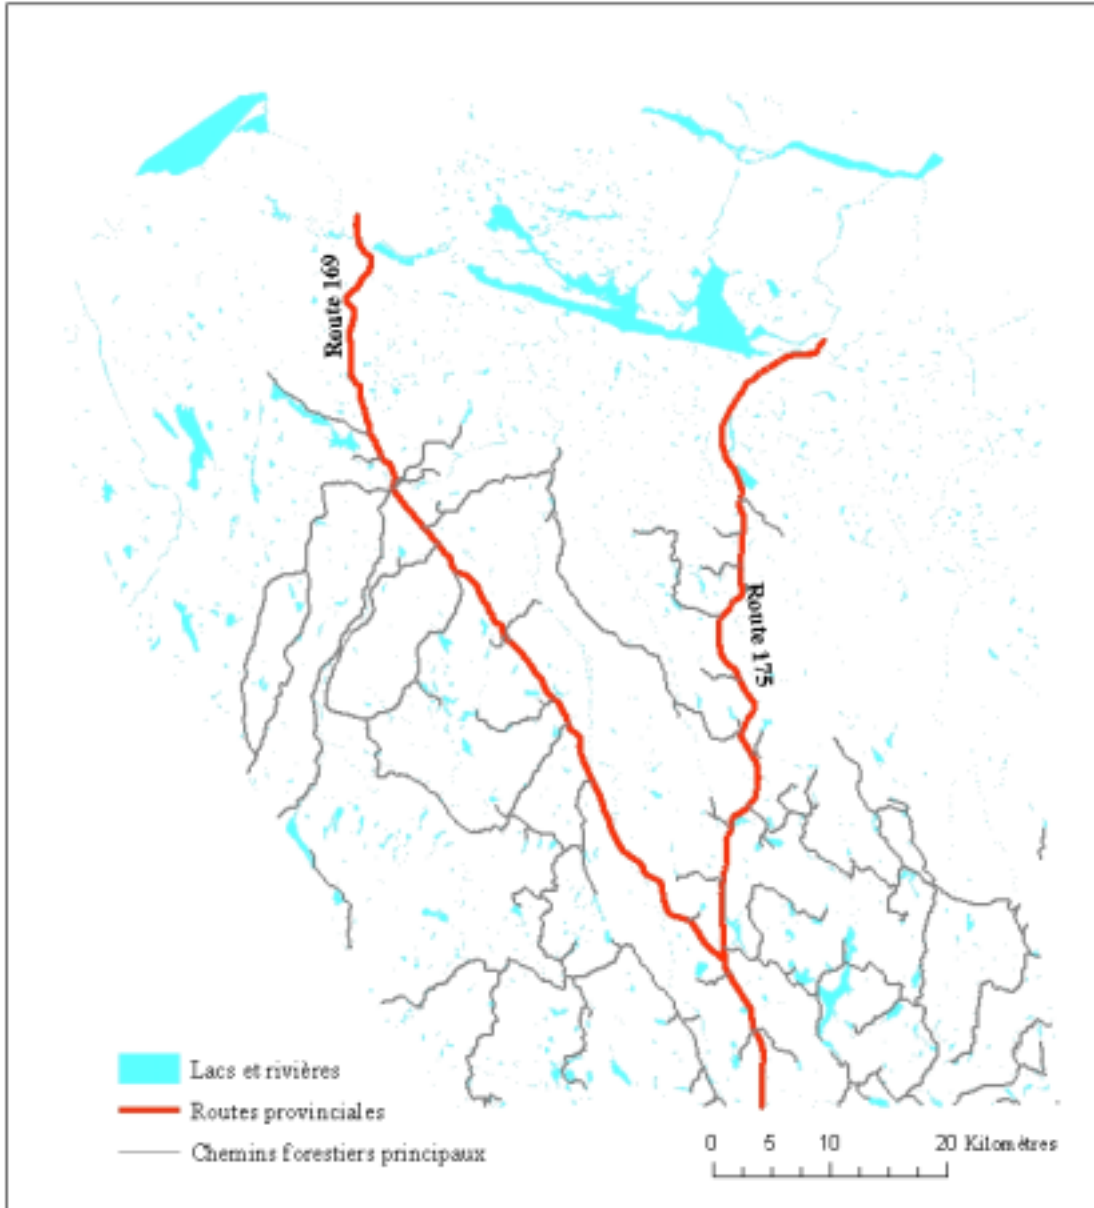 Route 169
Route 175
Lacs et rivières
Routes provinciales
Chemins forestiers principaux
0 5 10 20 Kilomètres